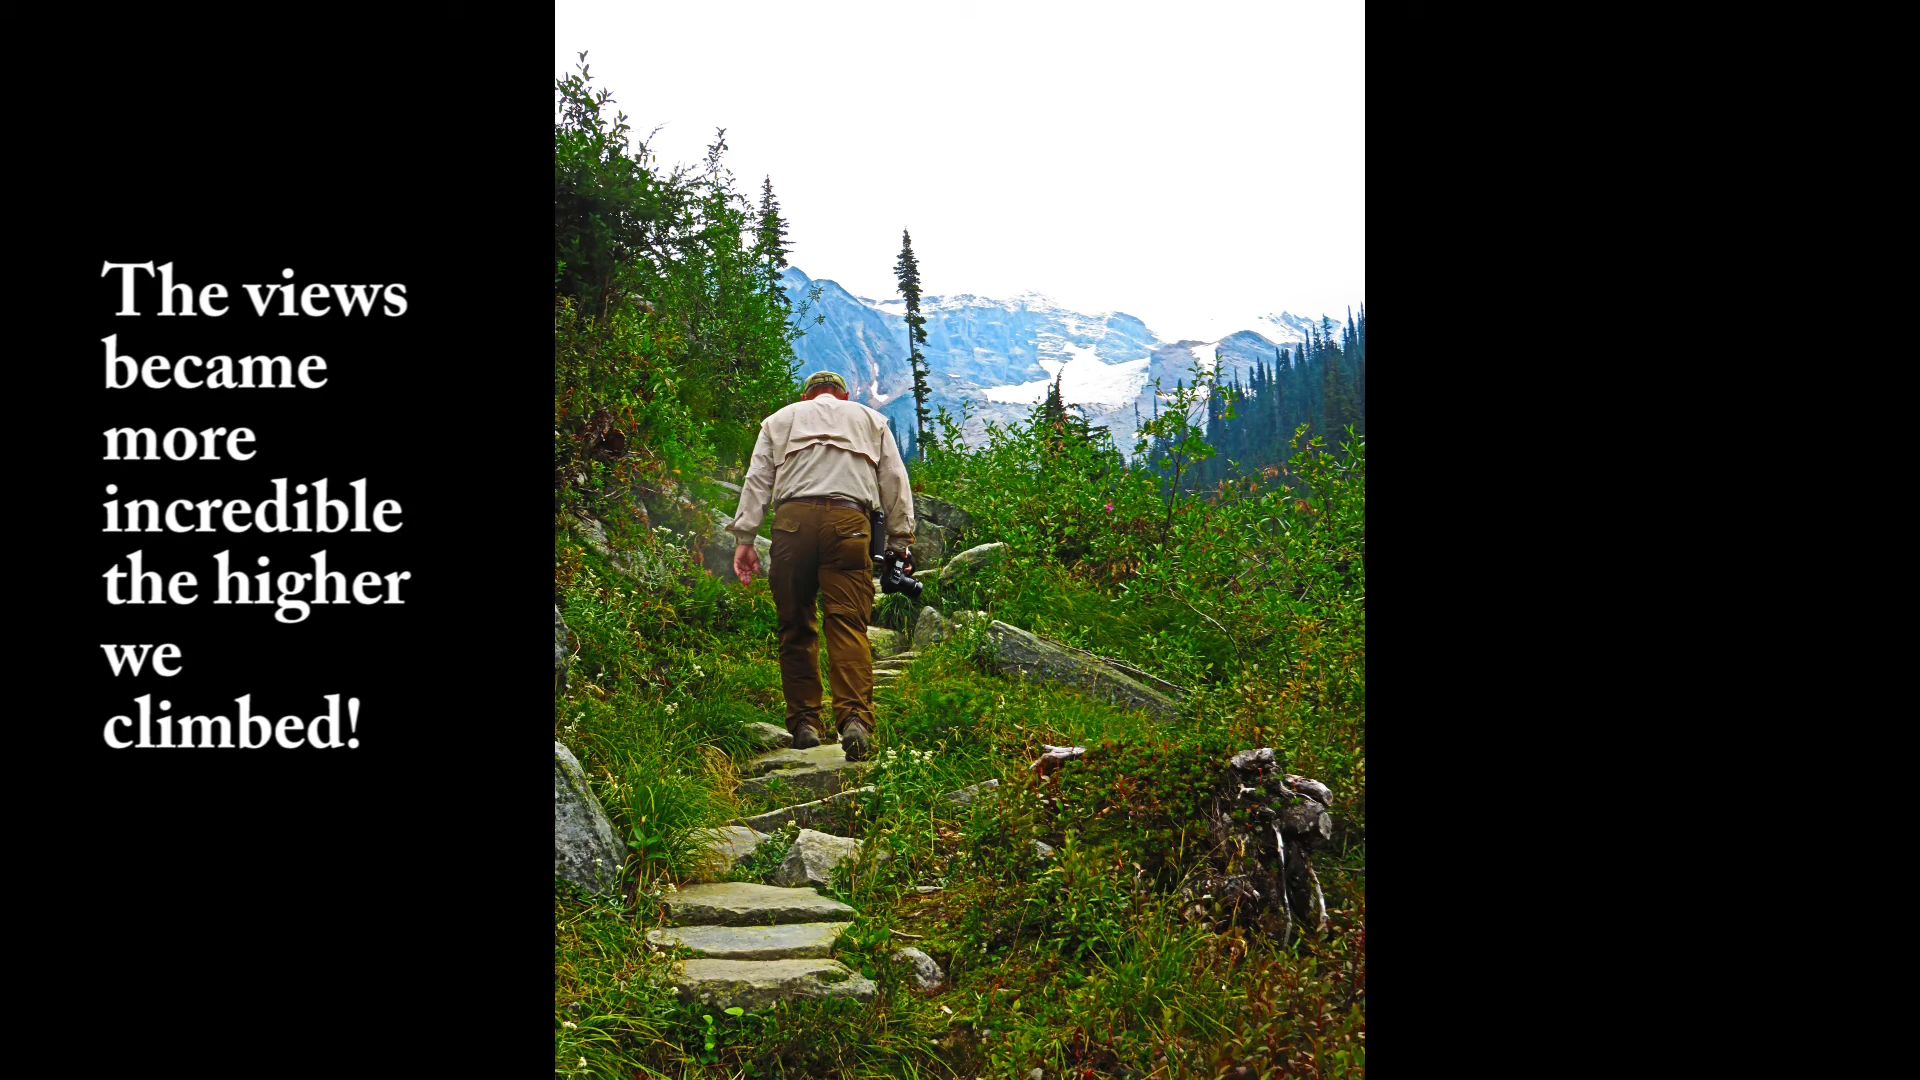 The views
became
more
incredible
the higher
we
climbed!